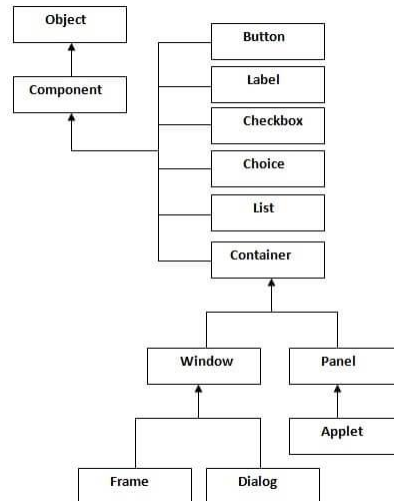 Object
Component
Button
Label
Checkbox
Choice
List
Container
Window
Panel
Applet
Frame
Dialog